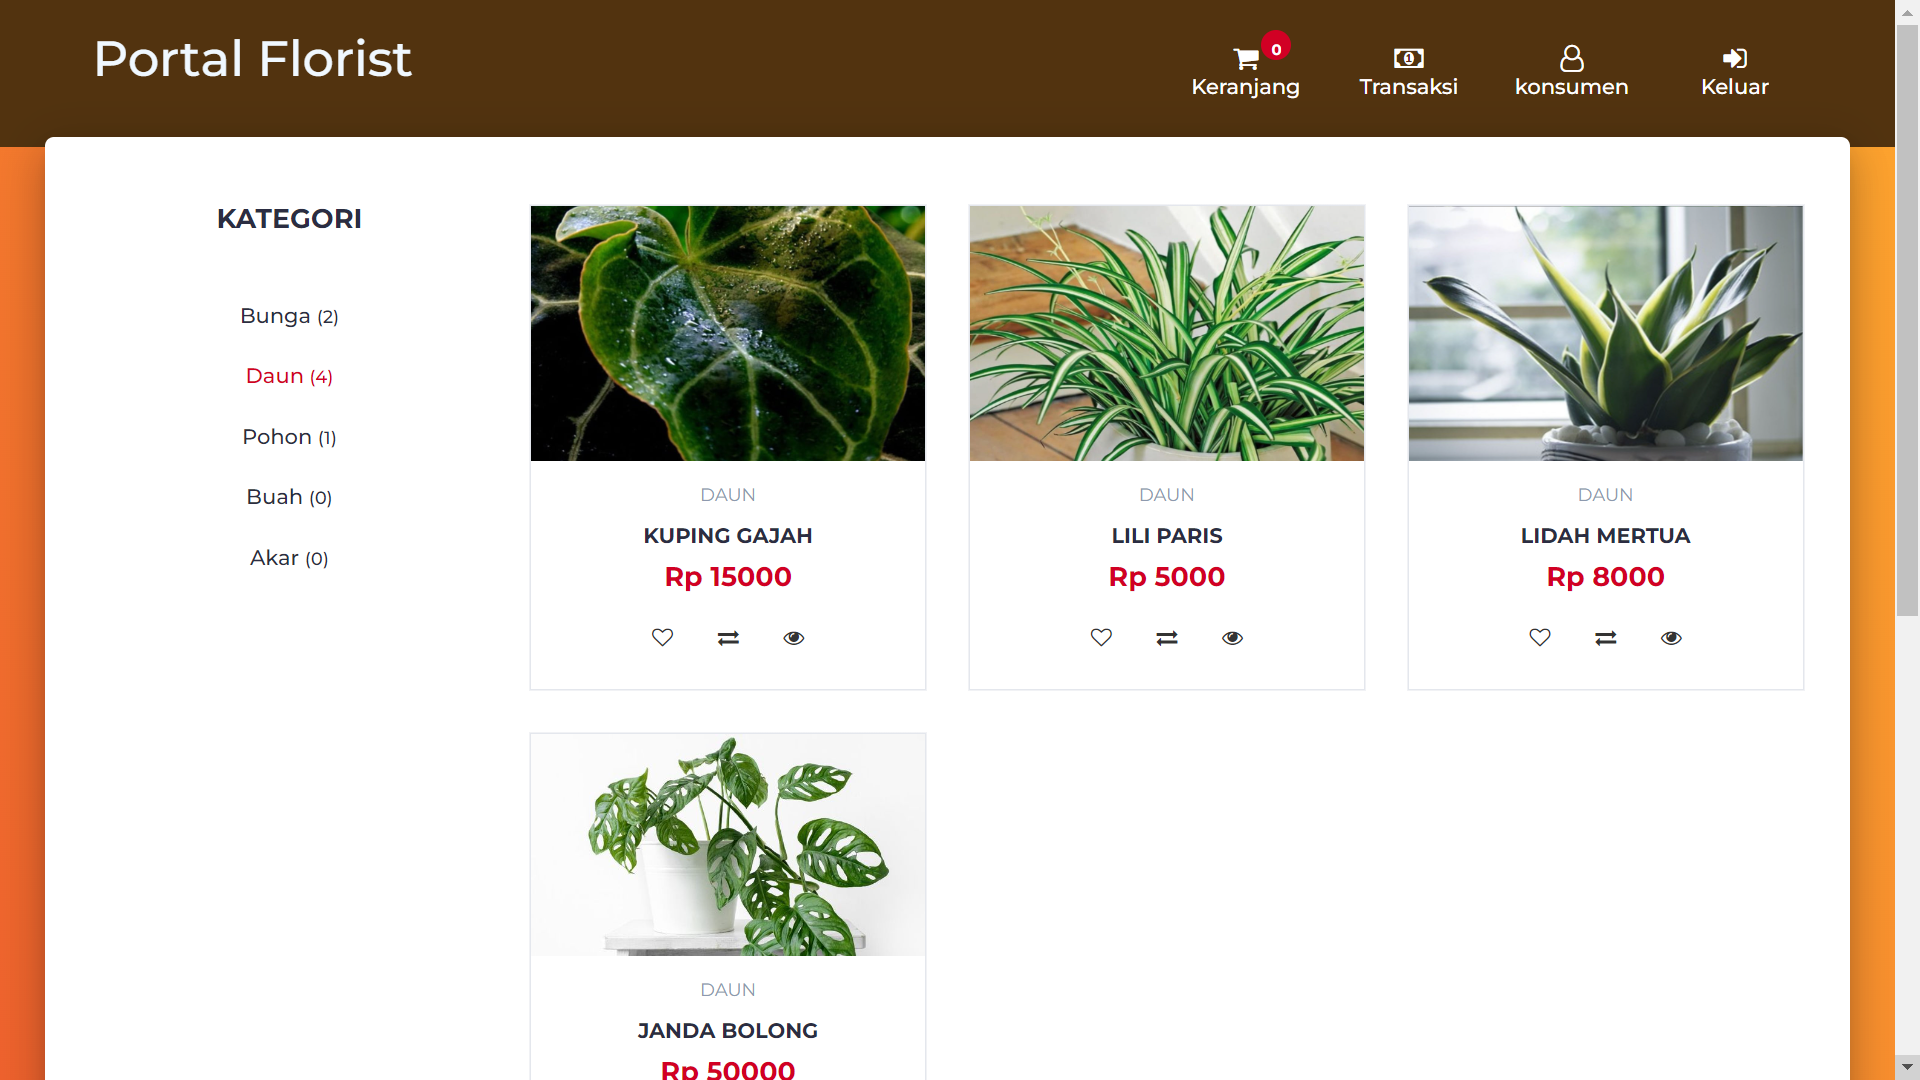 Portal Florist
0
Keranjang
Transaksi
konsumen
Keluar
KATEGORI
Bunga (2)
Daun (4)
Pohon (1)
Buah (0)
Akar (0)
DAUN
KUPING GAJAH
Rp 15000
DAUN
LILI PARIS
Rp 5000
DAUN
LIDAH MERTUA
Rp 8000
DAUN
JANDA BOLONG
Rp 50000